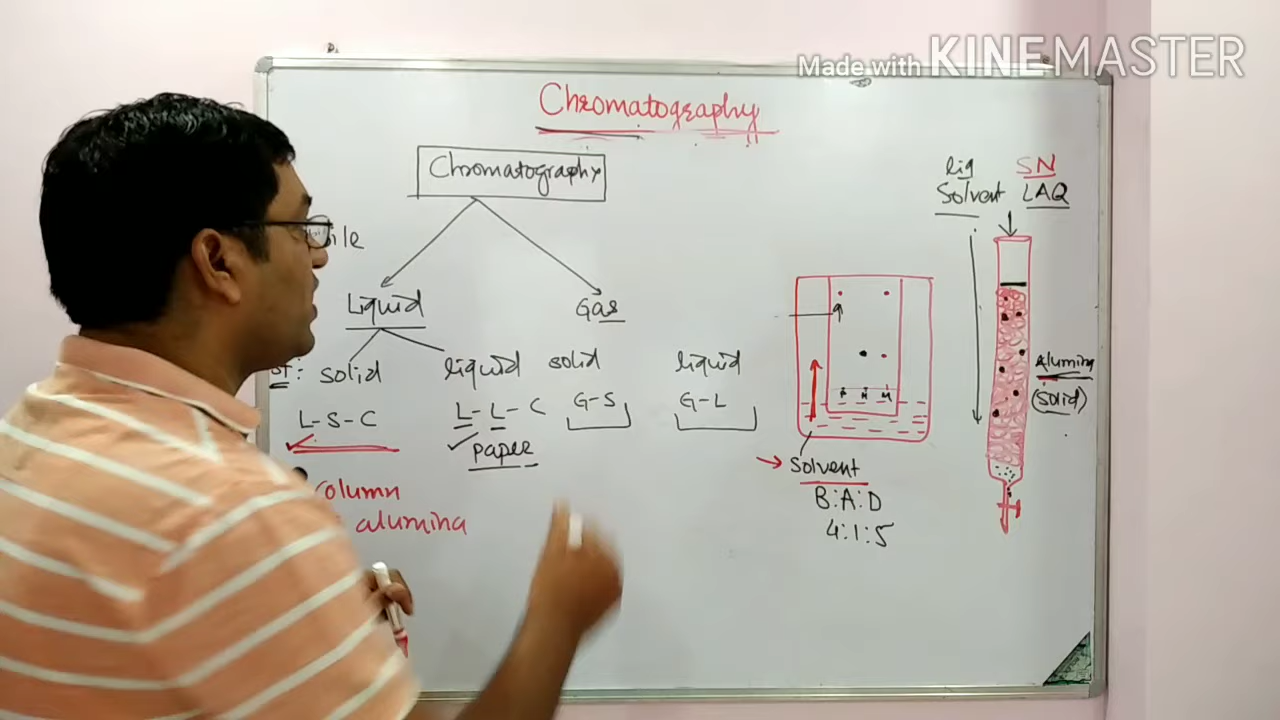 Made with KINEMASTER
Chromatography
Chromatography
Liquid
Gas
solid
liquid
solid
liquid
L-S-C
L-L-C
G-S
G-L
paper
column
alumina
Solvent
B:A:D
4:1:5
liq SN
Solvent LAQ
Alumina
(solid)